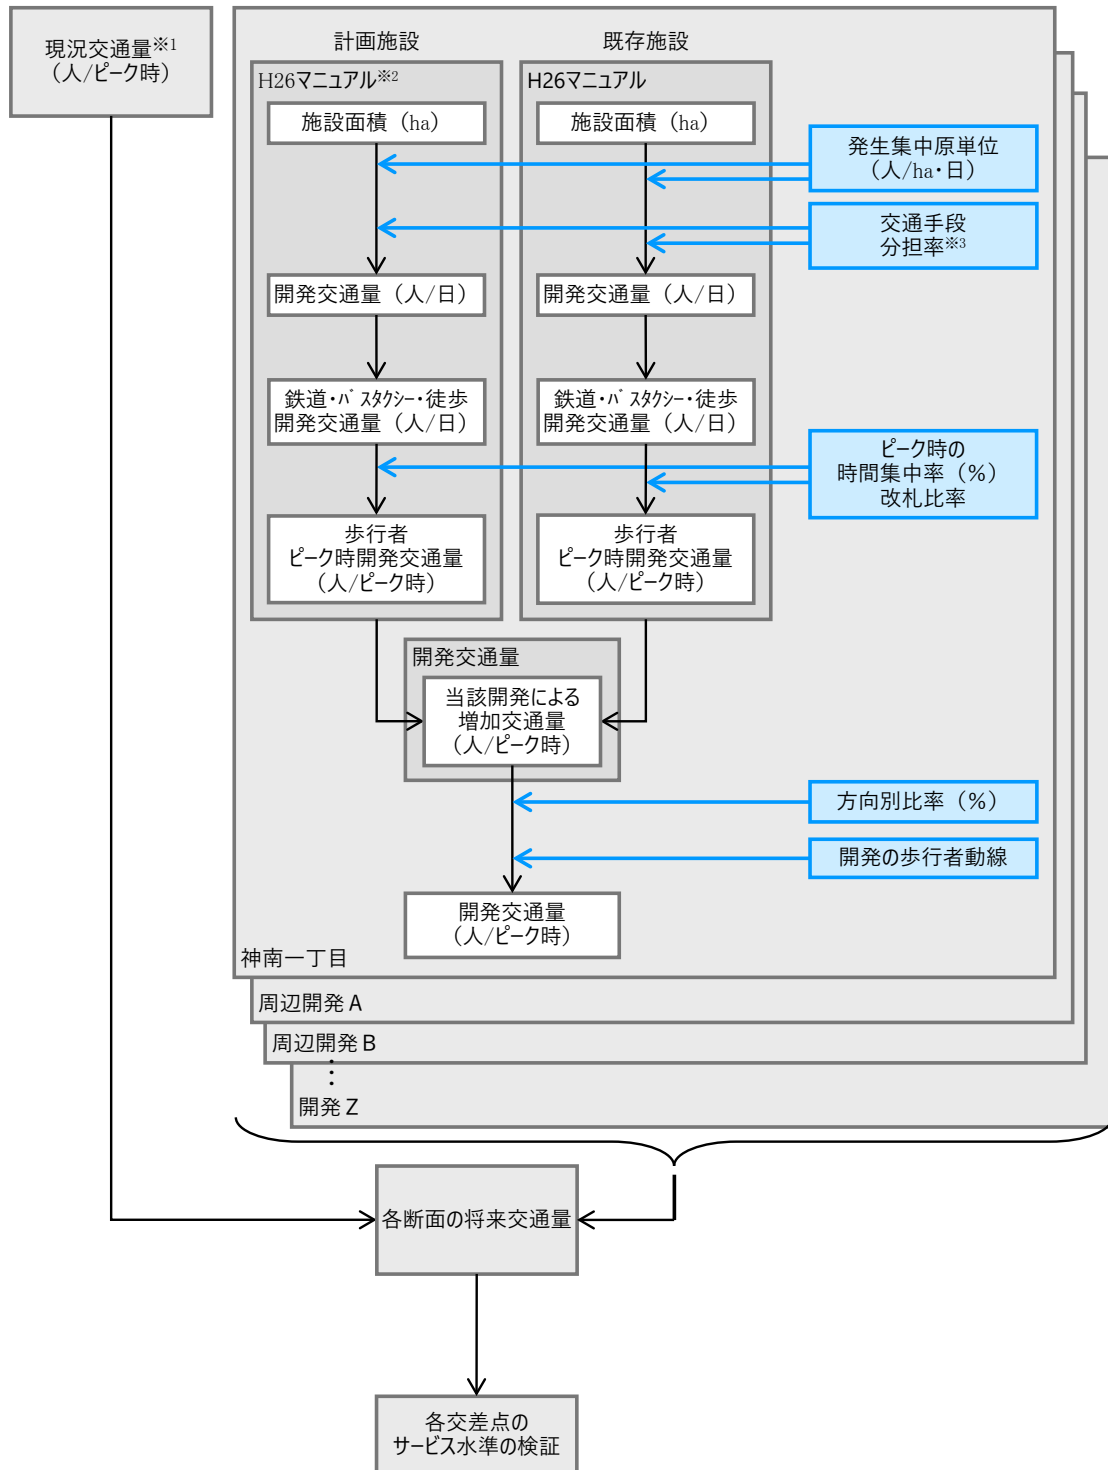 現況交通量※1
（人/ピーク時）
計画施設
既存施設
H26マニュアル※2
H26マニュアル
施設面積（ha）
施設面積（ha）
発生集中原単位
（人/ha・日）
交通手段
分担率※3
開発交通量（人/日）
開発交通量（人/日）
鉄道・ﾊﾞｽﾀｸｼｰ・徒歩
開発交通量（人/日）
鉄道・ﾊﾞｽﾀｸｼｰ・徒歩
開発交通量（人/日）
ピーク時の
時間集中率（%）
改札比率
歩行者
ピーク時開発交通量
（人/ピーク時）
歩行者
ピーク時開発交通量
（人/ピーク時）
開発交通量
当該開発による
増加交通量
（人/ピーク時）
方向別比率（%）
開発の歩行者動線
開発交通量
（人/ピーク時）
神南一丁目
周辺開発A
周辺開発B
⋮
開発Z
各断面の将来交通量
各交差点の
サービス水準の検証